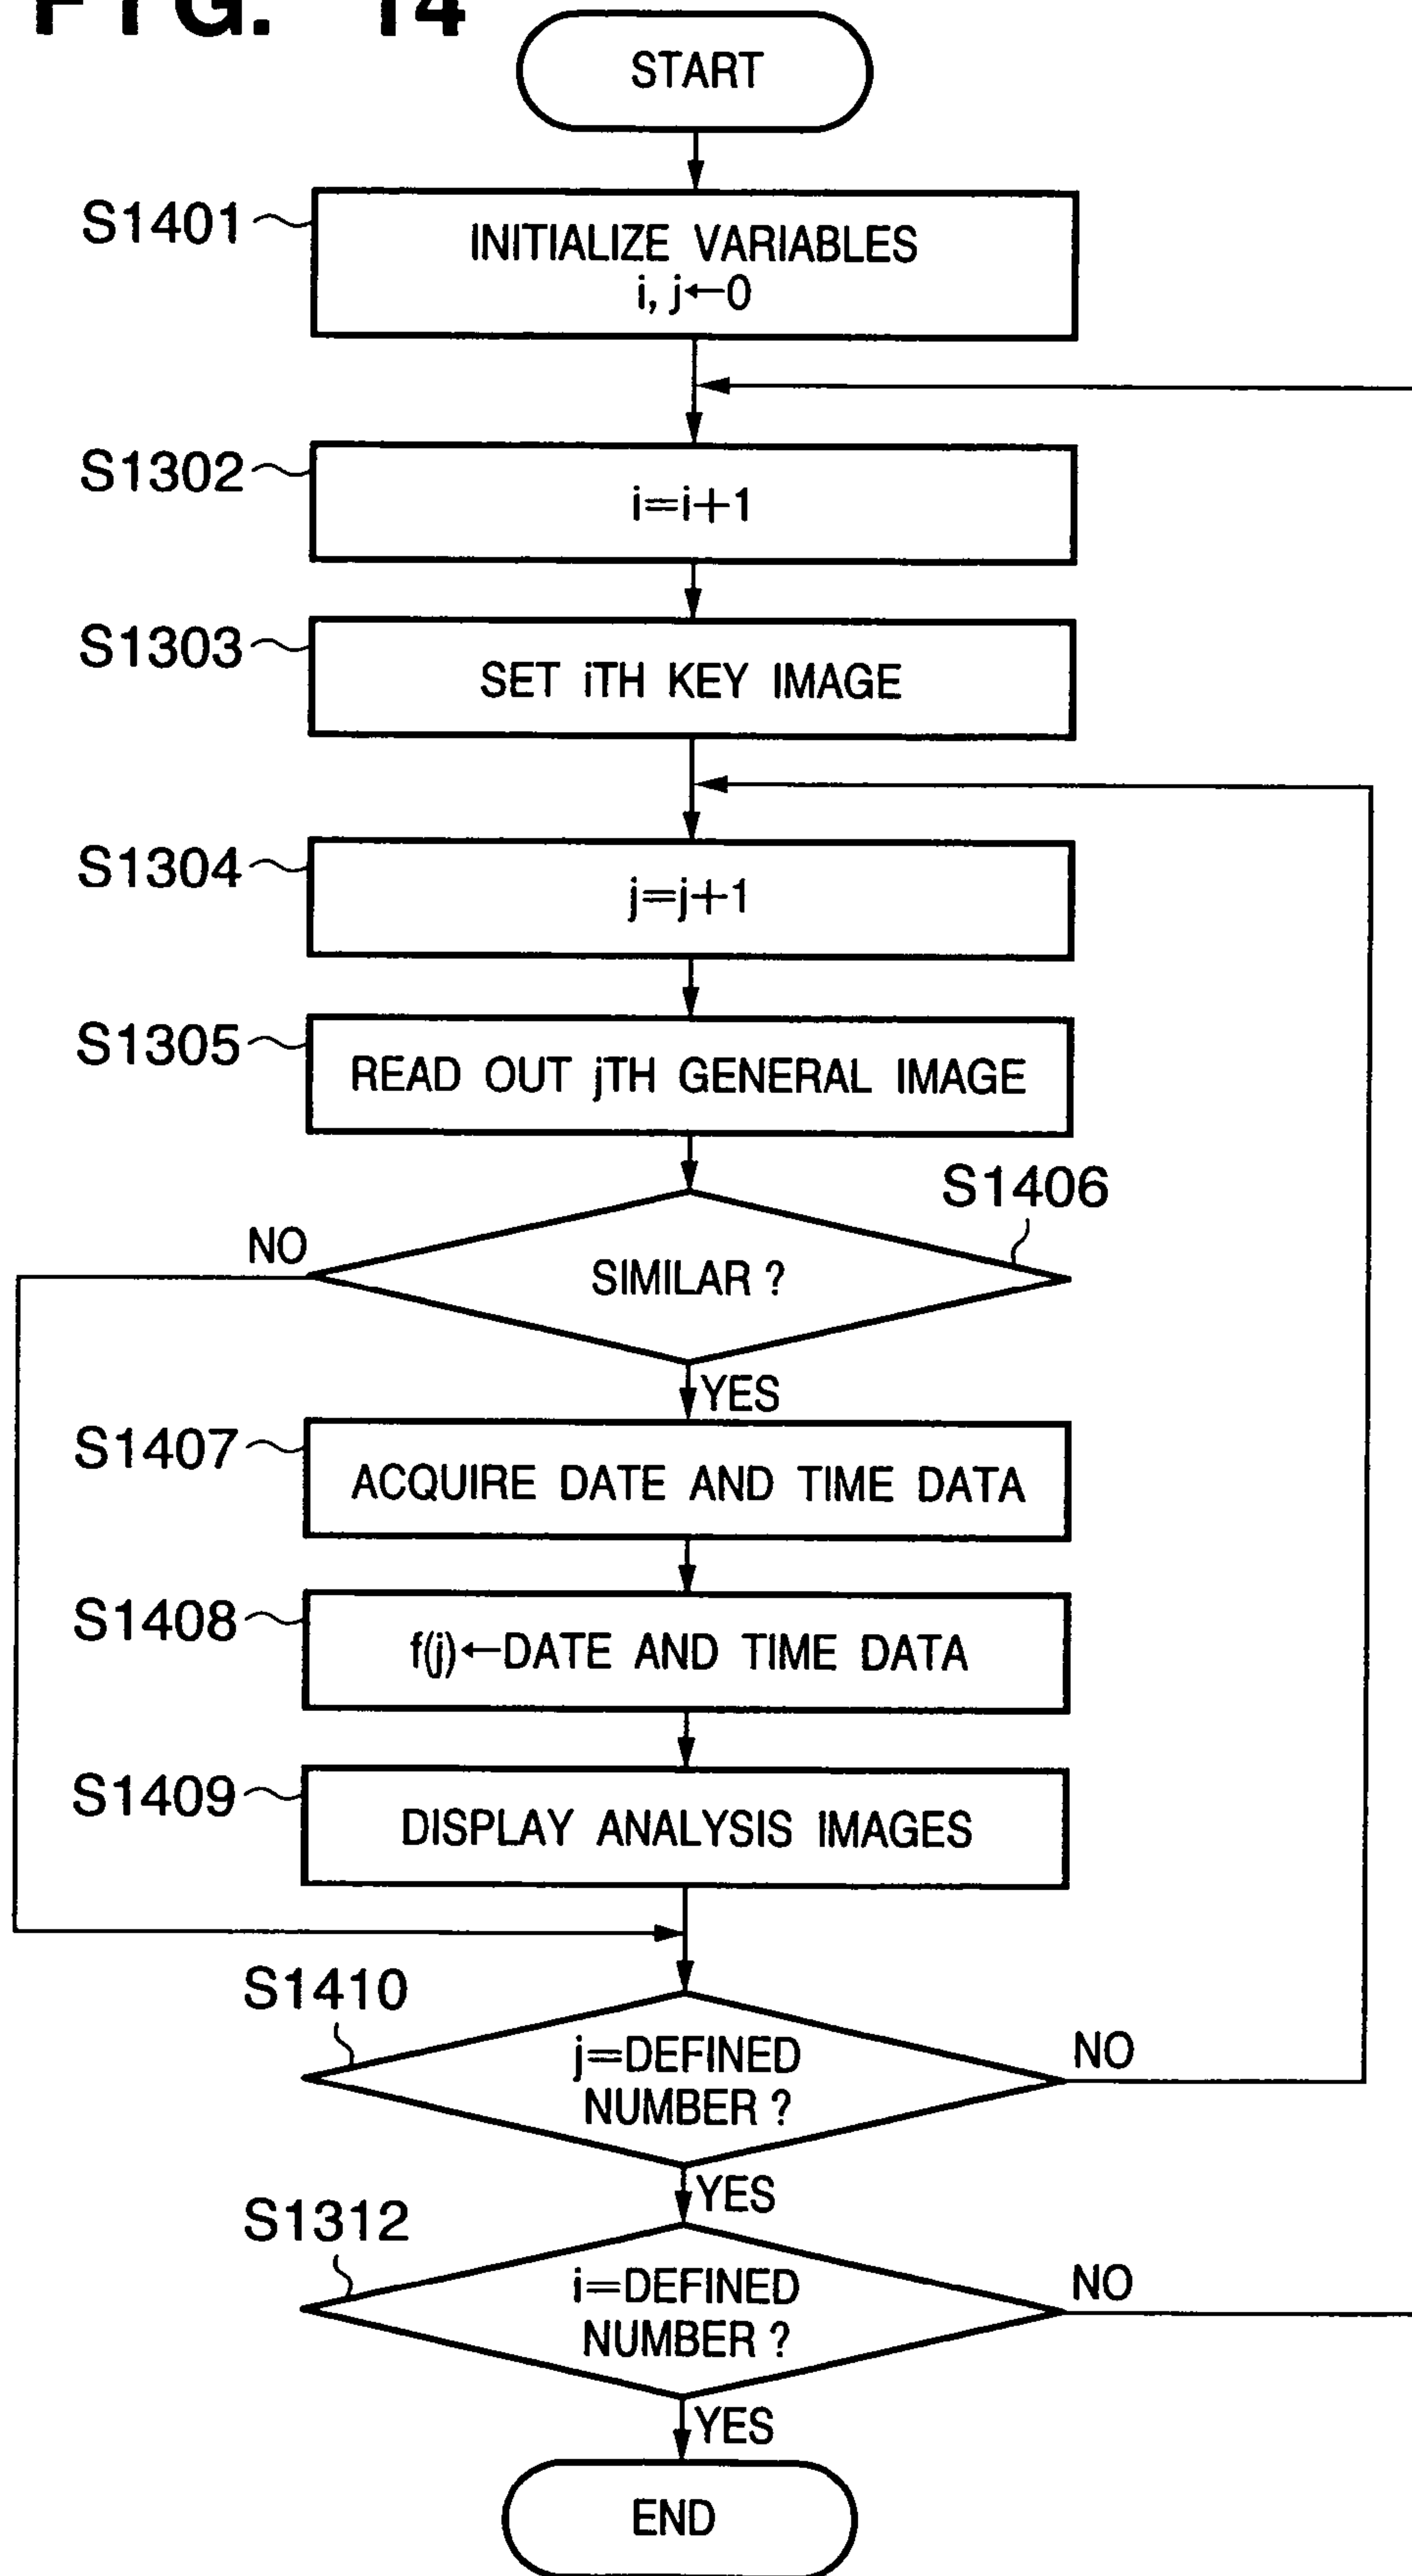 FIG. 14
START
S1401
INITIALIZE VARIABLES
i, j←0
S1302
i=i+1
S1303
SET iTH KEY IMAGE
S1304
j=j+1
S1305
READ OUT jTH GENERAL IMAGE
S1406
NO
SIMILAR ?
YES
S1407
ACQUIRE DATE AND TIME DATA
S1408
f(j)←DATE AND TIME DATA
S1409
DISPLAY ANALYSIS IMAGES
S1410
j=DEFINED
NUMBER ?
NO
YES
S1312
i=DEFINED
NUMBER ?
NO
YES
END